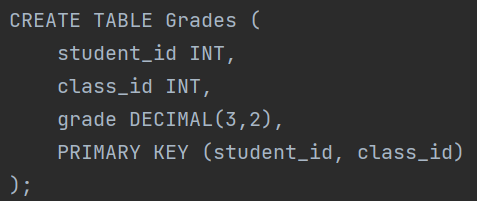 CREATE TABLE Grades (
    student_id INT,
    class_id INT,
    grade DECIMAL(3,2),
    PRIMARY KEY (student_id, class_id)
);